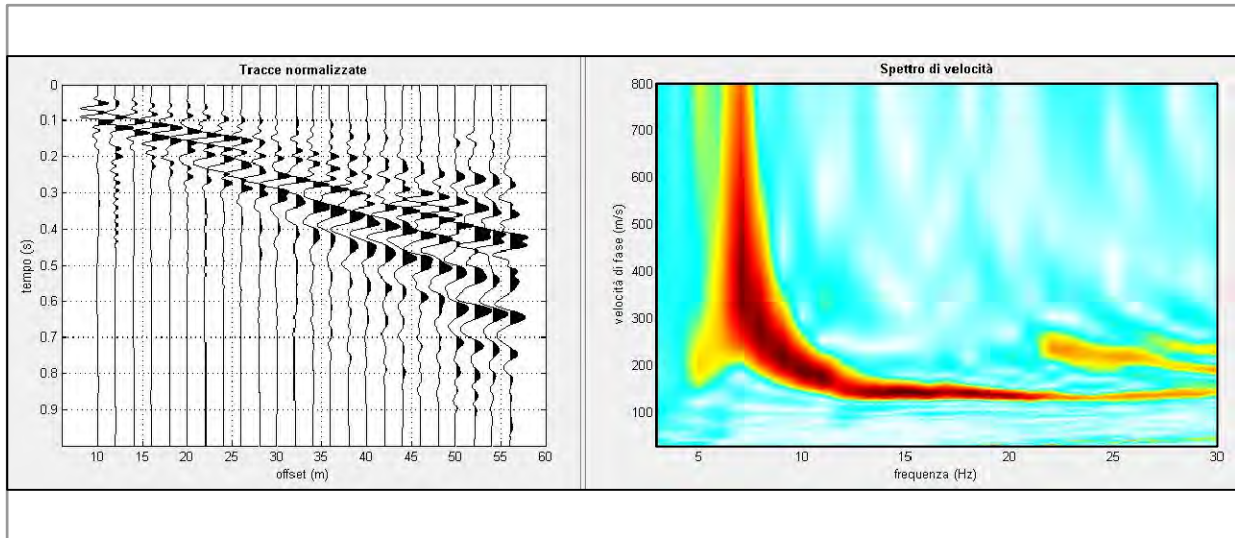 Tracce normalizzate
0
0.1
0.2
0.3
0.4
0.5
0.6
0.7
0.8
0.9
tempo (s)
10 15 20 25 30 35 40 45 50 55 60
offset (m)
Spettro di velocità
800
700
600
500
400
300
200
100
velocità di fase (m/s)
5 10 15 20 25 30
frequenza (Hz)